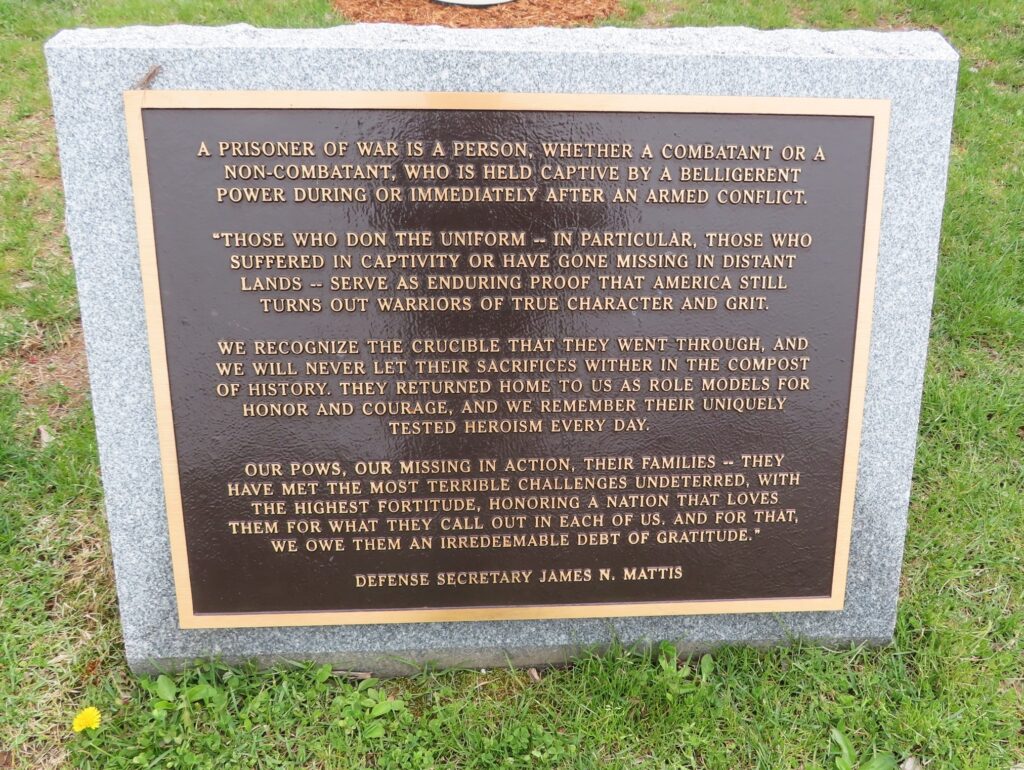 A PRISONER OF WAR IS A PERSON, WHETHER A COMBATANT OR A
NON-COMBATANT, WHO IS HELD CAPTIVE BY A BELLIGERENT
POWER DURING OR IMMEDIATELY AFTER AN ARMED CONFLICT.
"THOSE WHO DON THE UNIFORM -- IN PARTICULAR, THOSE WHO
SUFFERED IN CAPTIVITY OR HAVE GONE MISSING IN DISTANT
LANDS -- SERVE AS ENDURING PROOF THAT AMERICA STILL
TURNS OUT WARRIORS OF TRUE CHARACTER AND GRIT.
WE RECOGNIZE THE CRUCIBLE THAT THEY WENT THROUGH, AND
WE WILL NEVER LET THEIR SACRIFICES WITHER IN THE COMPOST
OF HISTORY. THEY RETURNED HOME TO US AS ROLE MODELS FOR
HONOR AND COURAGE, AND WE REMEMBER THEIR UNIQUELY
TESTED HEROISM EVERY DAY.
OUR POWS, OUR MISSING IN ACTION, THEIR FAMILIES -- THEY
HAVE MET THE MOST TERRIBLE CHALLENGES UNDETERRED, WITH
THE HIGHEST FORTITUDE, HONORING A NATION THAT LOVES
THEM FOR WHAT THEY CALL OUT IN EACH OF US. AND FOR THAT,
WE OWE THEM AN IRREDEEMABLE DEBT OF GRATITUDE."
DEFENSE SECRETARY JAMES N. MATTIS